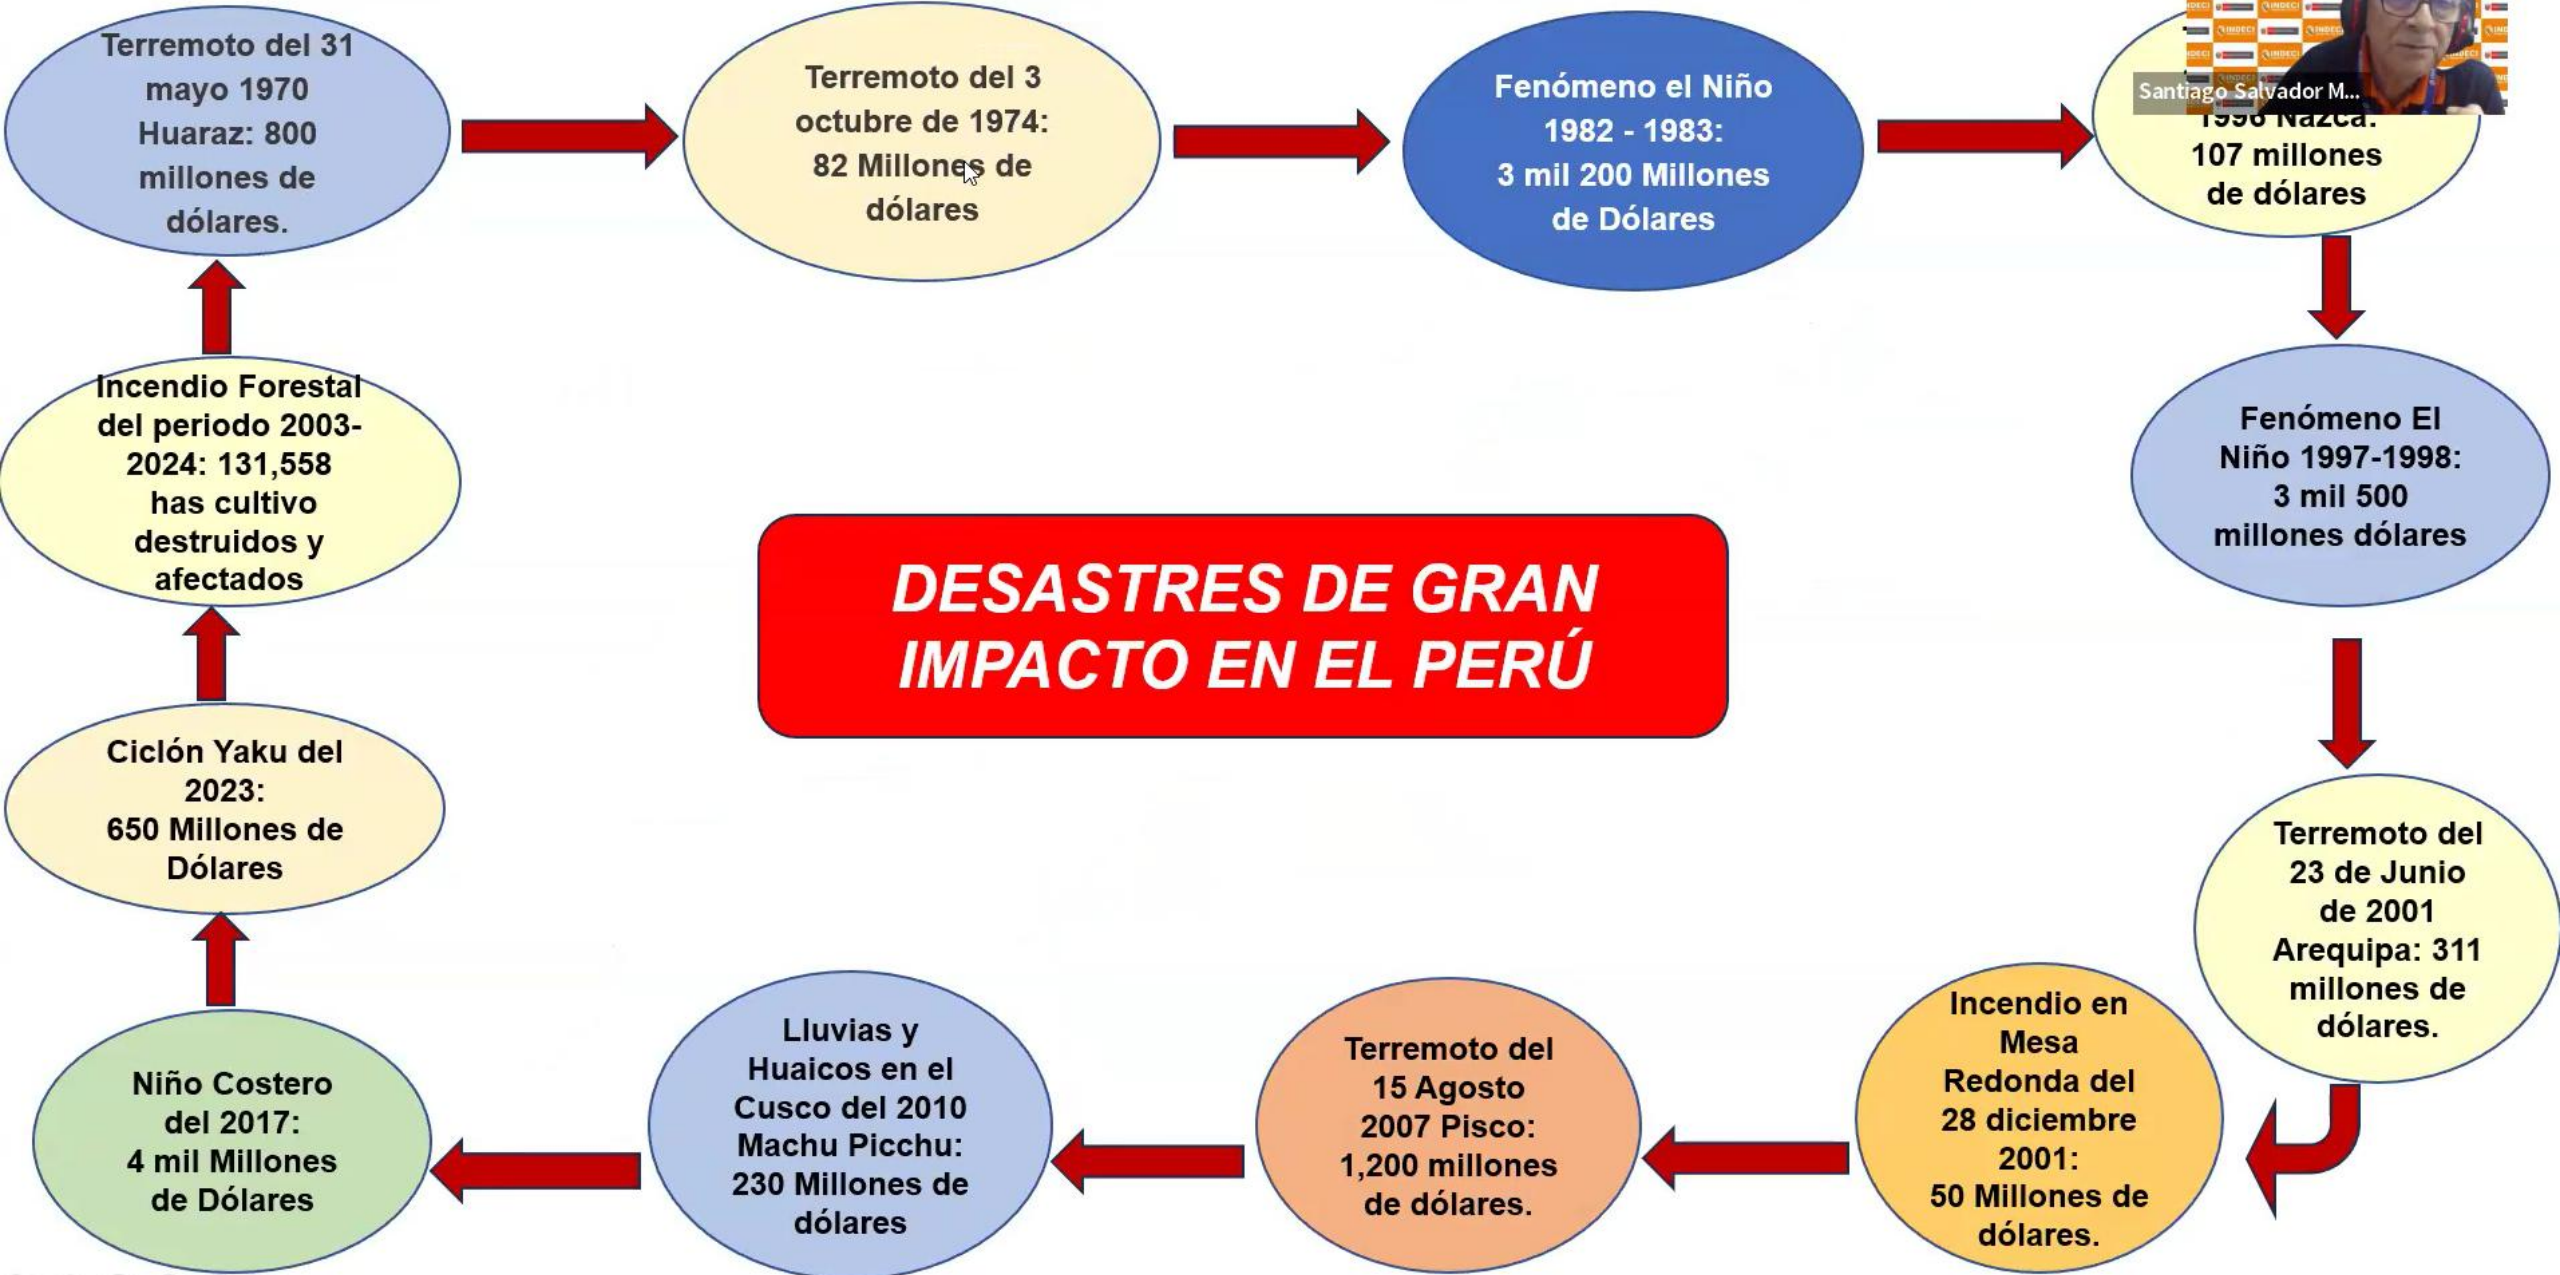 Terremoto del 31
mayo 1970
Huaraz: 800
millones de
dólares.
Terremoto del 3
octubre de 1974:
82 Millones de
dólares
Fenómeno el Niño
1982 - 1983:
3 mil 200 Millones
de Dólares
INDECI
Santiago Salvador M...
1996 Nazca:
107 millones
de dólares
Fenómeno El
Niño 1997-1998:
3 mil 500
millones dólares
Terremoto del
23 de Junio
de 2001
Arequipa: 311
millones de
dólares.
Incendio en
Mesa
Redonda del
28 diciembre
2001:
50 Millones de
dólares.
Terremoto del
15 Agosto
2007 Pisco:
1,200 millones
de dólares.
Lluvias y
Huaicos en el
Cusco del 2010
Machu Picchu:
230 Millones de
dólares
Niño Costero
del 2017:
4 mil Millones
de Dólares
Ciclón Yaku del
2023:
650 Millones de
Dólares
Incendio Forestal
del periodo 2003-
2024: 131,558
has cultivo
destruidos y
afectados
DESASTRES DE GRAN
IMPACTO EN EL PERÚ